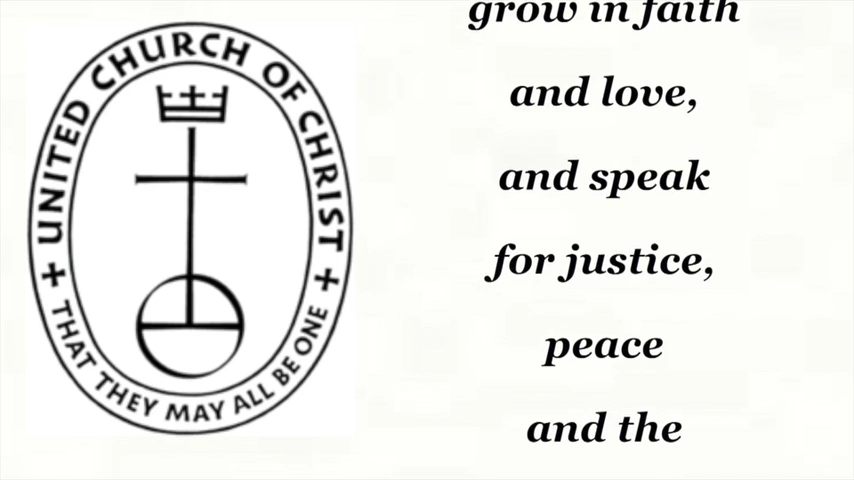 UNITED CHURCH OF CHRIST
THAT THEY MAY ALL BE ONE
grow in faith
and love,
and speak
for justice,
peace
and the